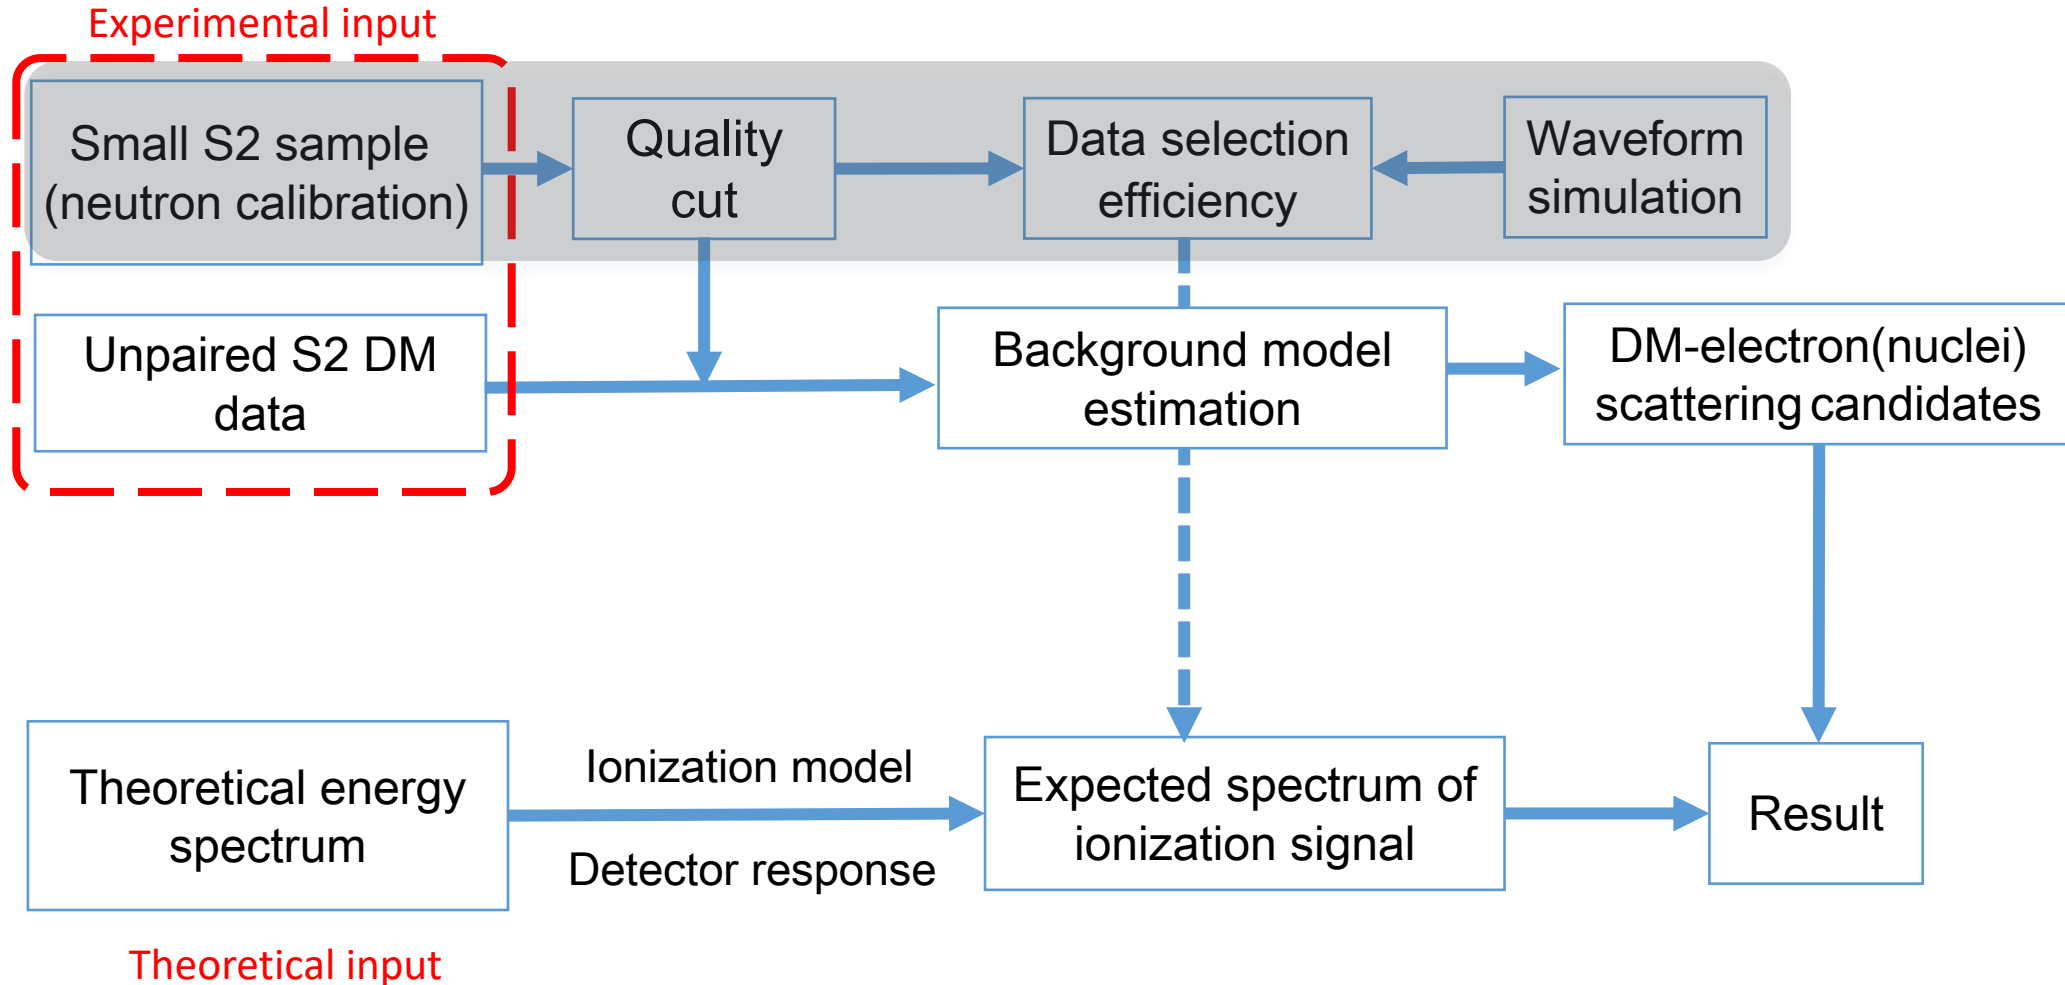 Experimental input
Small S2 sample
(neutron calibration)
Quality
cut
Data selection
efficiency
Waveform
simulation
Unpaired S2 DM
data
Background model
estimation
DM-electron(nuclei)
scattering candidates
Theoretical energy
spectrum
Ionization model
Detector response
Expected spectrum of
ionization signal
Result
Theoretical input